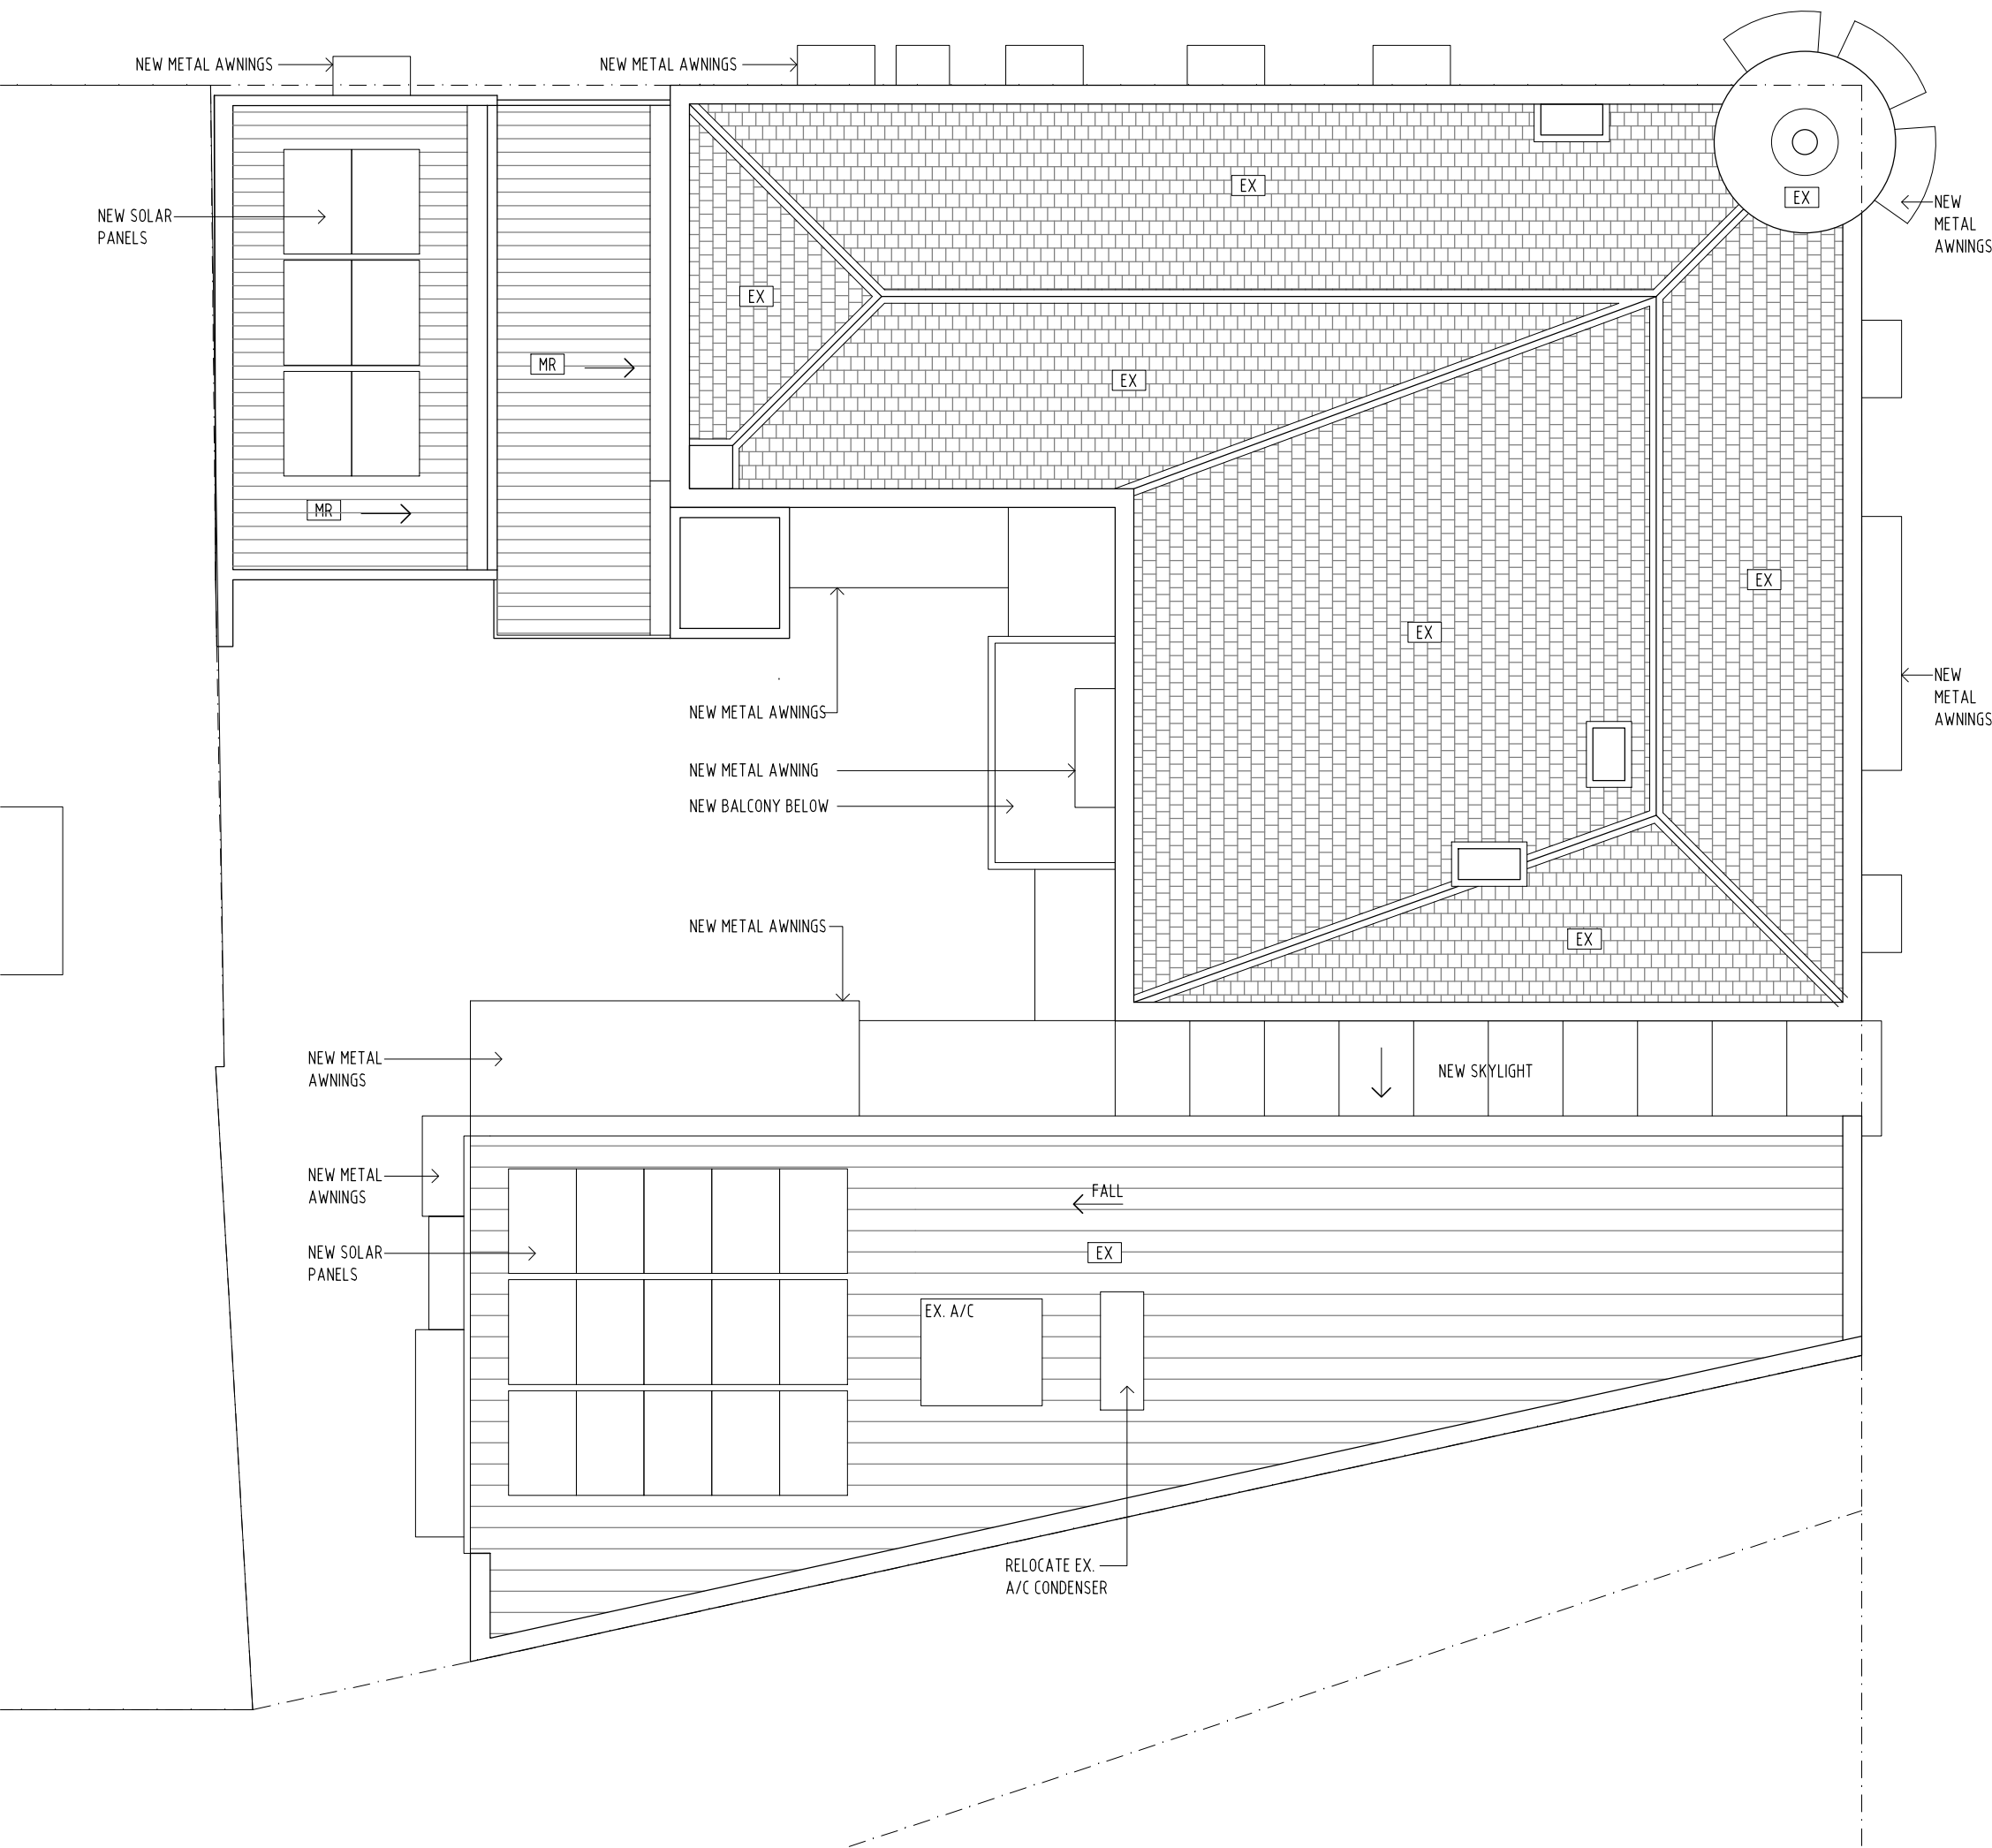 NEW METAL AWNINGS
NEW METAL AWNINGS
EX
EX
NEW
METAL
AWNINGS
NEW SOLAR
PANELS
EX
MR
EX
MR
EX
EX
NEW
METAL
AWNINGS
NEW METAL AWNINGS
NEW METAL AWNING
NEW BALCONY BELOW
NEW METAL AWNINGS
EX
NEW METAL
AWNINGS
NEW SKYLIGHT
NEW METAL
AWNINGS
FALL
NEW SOLAR
PANELS
EX
EX. A/C
RELOCATE EX.
A/C CONDENSER